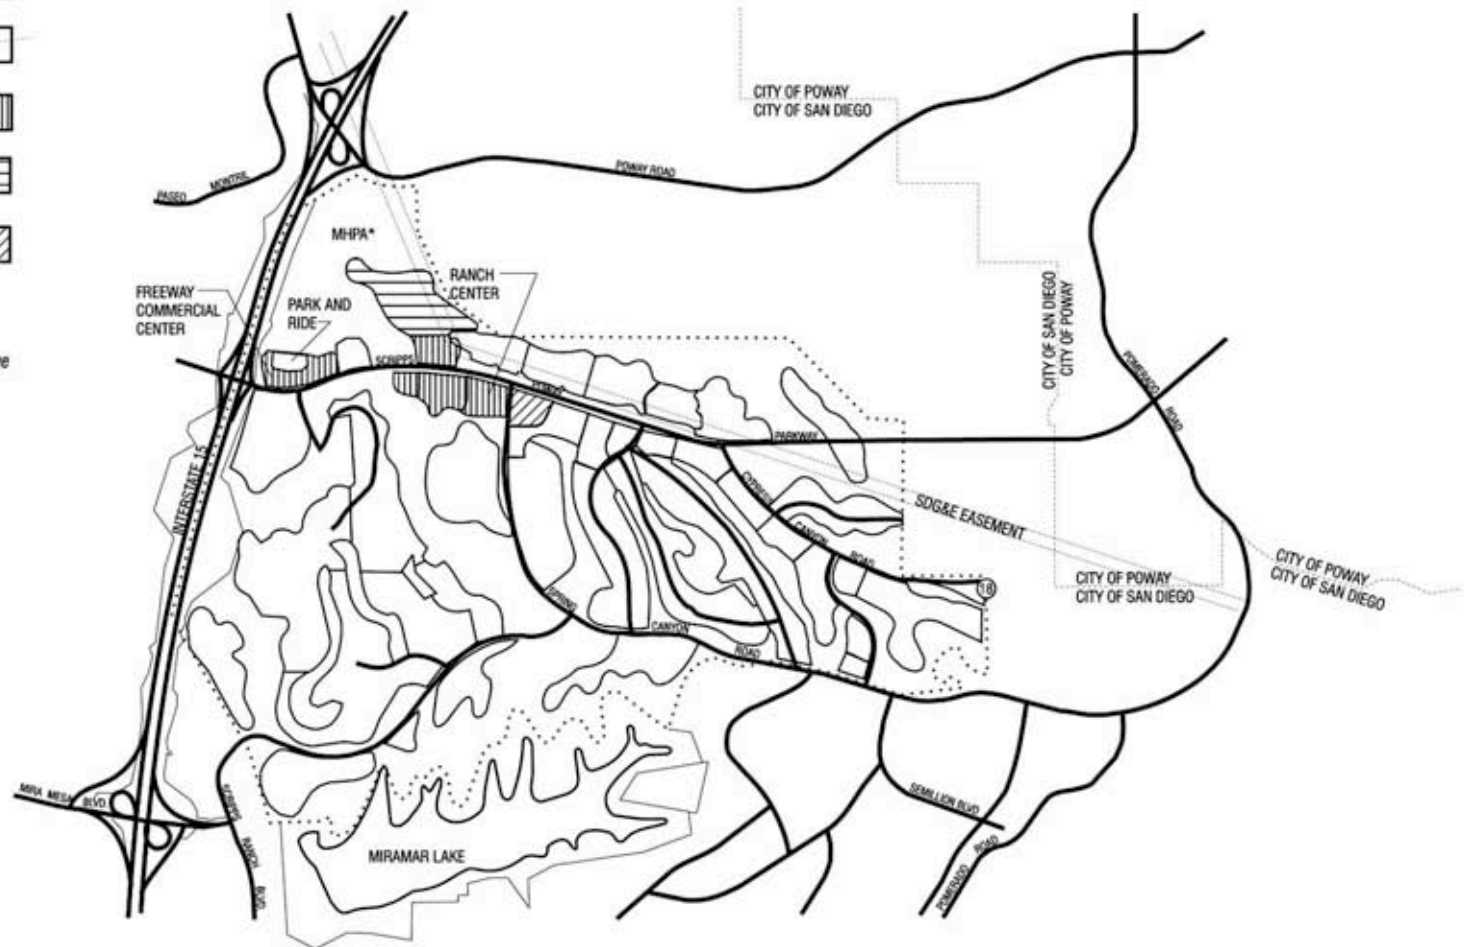 CITY OF POWAY
CITY OF SAN DIEGO
POWAY ROAD
PASEO MONTRIL
MHPA*
RANCH
CENTER
FREEWAY
COMMERCIAL
CENTER
PARK AND
RIDE
SCRIPPS
PARKWAY
CITY OF SAN DIEGO
CITY OF POWAY
POMERADO ROAD
INTERSTATE 15
CYPRESS CANYON ROAD
SDG&E EASEMENT
CITY OF POWAY
CITY OF SAN DIEGO
CITY OF POWAY
CITY OF SAN DIEGO
18
SPRING CANYON ROAD
MIRA MESA BLVD.
SCRIPPS RANCH BLVD.
MIRAMAR LAKE
SEMILLION BLVD.
POMERADO ROAD